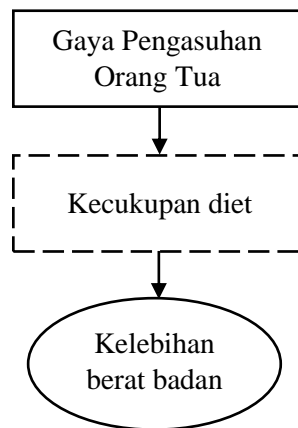 Gaya Pengasuhan
Orang Tua
Kecukupan diet
Kelebihan
berat badan